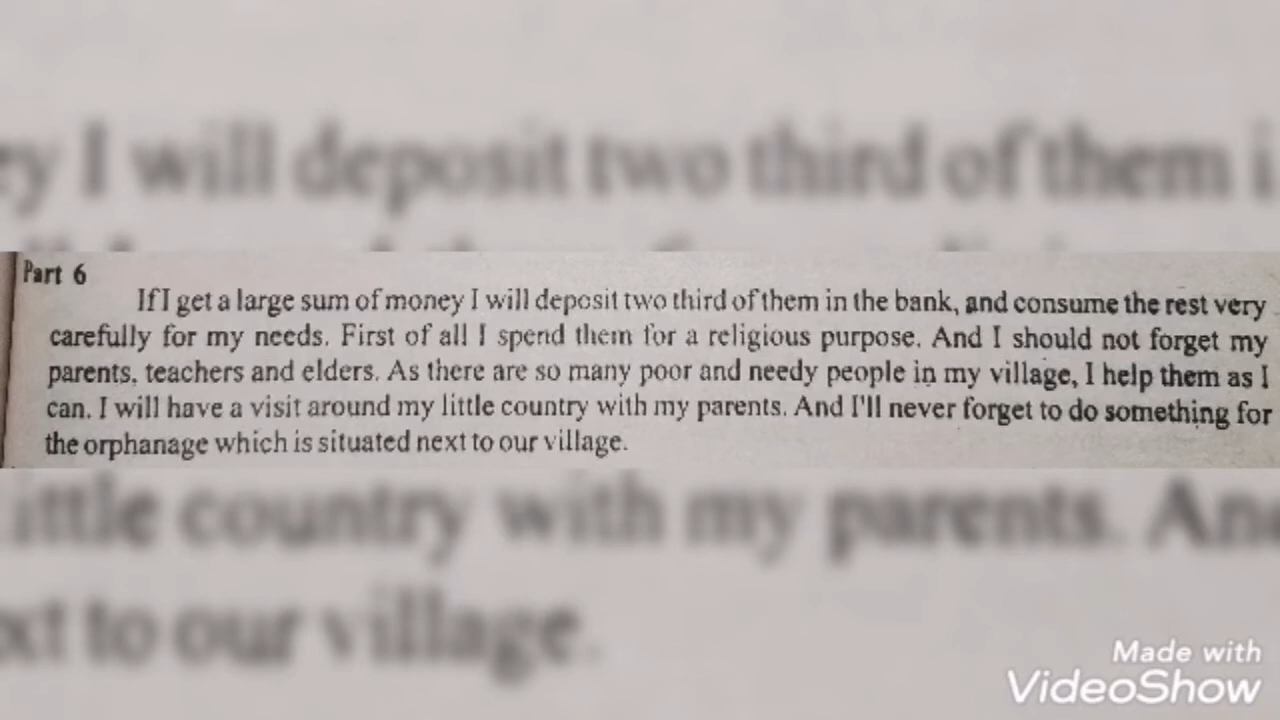 ey I will deposit two third of them i
Part 6
If I get a large sum of money I will deposit two third of them in the bank, and consume the rest very
carefully for my needs. First of all I spend them for a religious purpose. And I should not forget my
parents, teachers and elders. As there are so many poor and needy people in my village, I help them as I
can. I will have a visit around my little country with my parents. And I'll never forget to do something for
the orphanage which is situated next to our village.
ittle country with my parents. And
xt to our village.
Made with
VideoShow